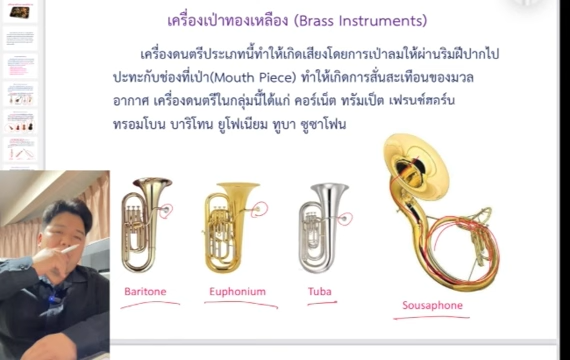 เครื่องเป่าทองเหลือง (Brass Instruments)
เครื่องดนตรีประเภทนี้ทำให้เกิดเสียงโดยการเป่าลมให้ผ่านริมฝีปากไป
ปะทะกับช่องที่เป่า(Mouth Piece) ทำให้เกิดการสั่นสะเทือนของมวล
อากาศ เครื่องดนตรีในกลุ่มนี้ได้แก่ คอร์เน็ต ทรัมเป็ต เฟรนช์ฮอร์น
ทรอมโบน บาริโทน ยูโฟเนียม ทูบา ซูซาโฟน
Baritone
Euphonium
Tuba
Sousaphone